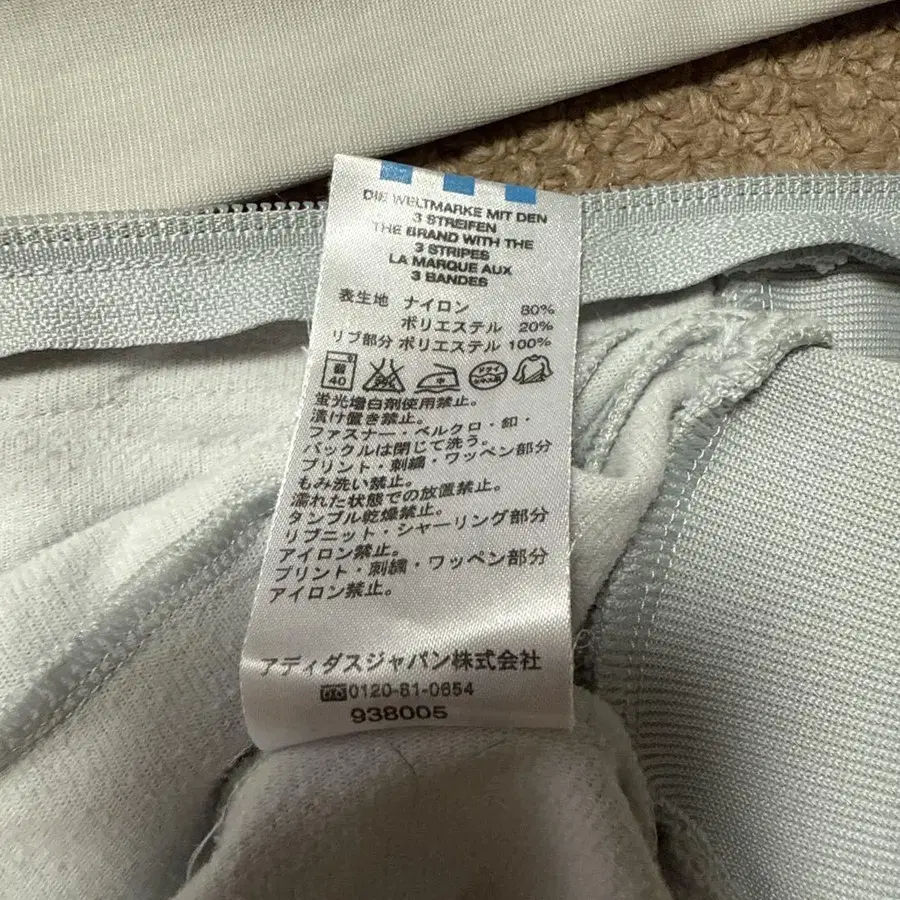 DIE WELTMARKE MIT DEN
3 STREIFEN
THE BRAND WITH THE
3 STRIPES
LA MARQUE AUX
3 BANDES
表生地 ナイロン 80%
ポリエステル 20%
リブ部分 ポリエステル 100%
40
中
ドライ
蛍光増白剤使用禁止。
漬け置き禁止。
ファスナー・ベルクロ・釦・
バックルは閉じて洗う。
プリント・刺繍・ワッペン部分
もみ洗い禁止。
濡れた状態での放置禁止。
タンブル乾燥禁止。
リブニット・シャーリング部分
アイロン禁止。
プリント・刺繍・ワッペン部分
アイロン禁止。
アディダスジャパン株式会社
0120-81-0654
938005